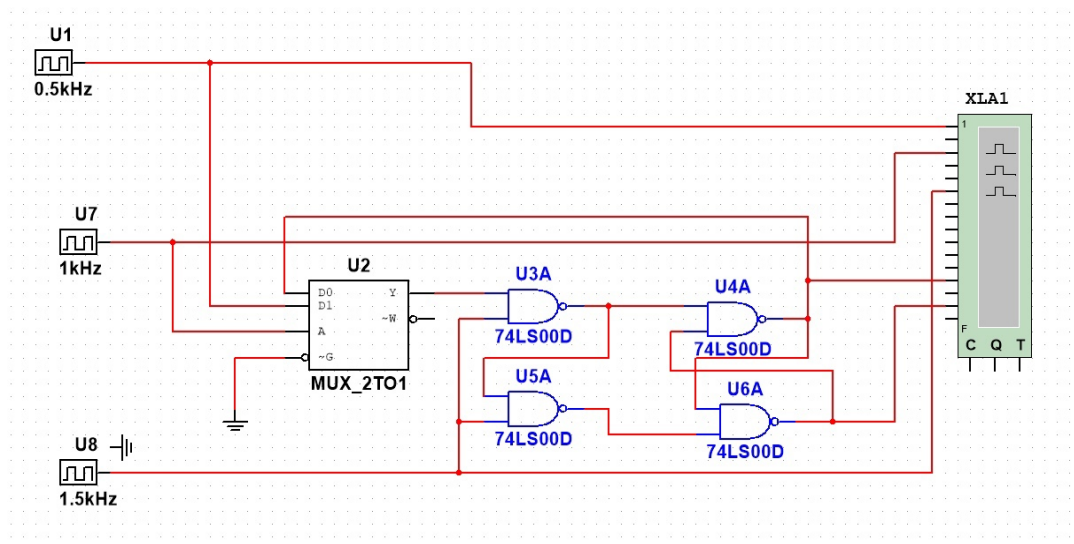 U1
0.5kHz
XLA1
1
U7
1kHz
U2
D0
D1
A
~G
Y
~W
MUX_2TO1
U3A
74LS00D
U4A
74LS00D
U5A
74LS00D
U6A
74LS00D
F
C Q T
U8
1.5kHz